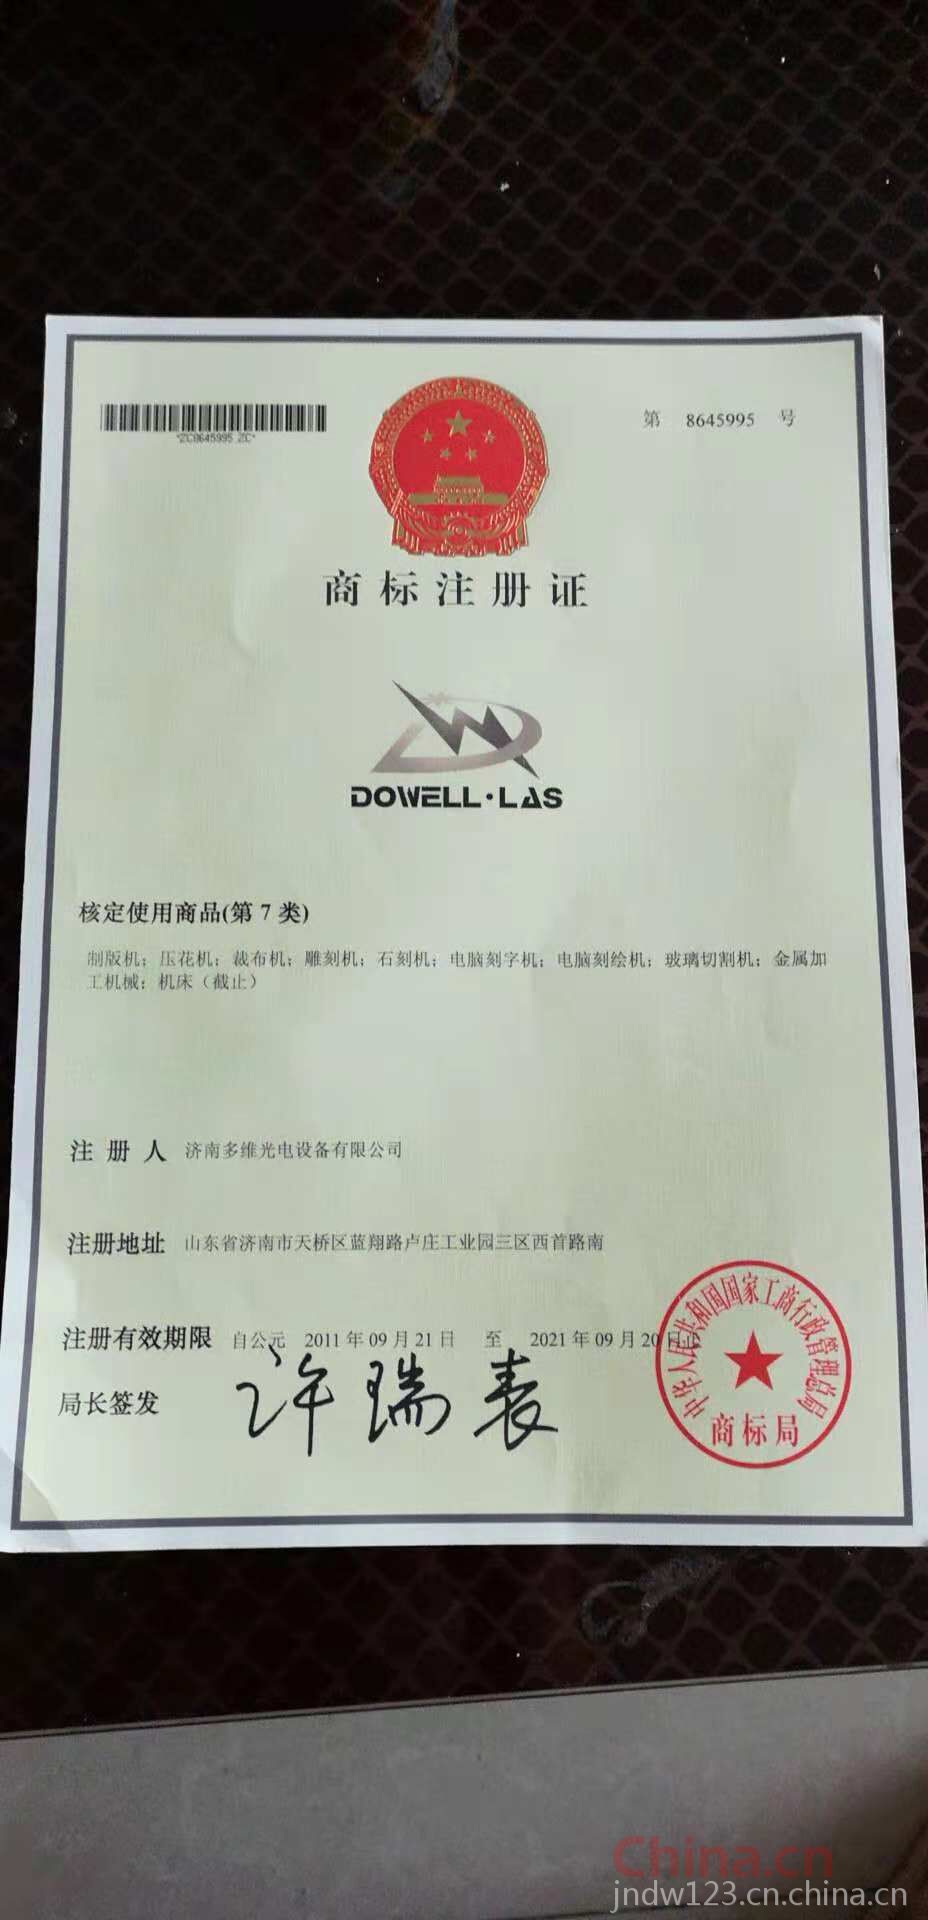 *ZC8645995 ZC*
第 8645995 号
商标注册证
DOWELL·LAS
核定使用商品(第 7 类)
制版机；压花机；裁布机；雕刻机；石刻机；电脑刻字机；电脑刻绘机；玻璃切割机；金属加
工机械；机床（截止）
注 册 人 济南多维光电设备有限公司
注册地址 山东省济南市天桥区蓝翔路卢庄工业园三区西首路南
注册有效期限 自公元 2011 年 09 月 21 日 至 2021 年 09 月 20 日止
局长签发 许瑞表
中华人民共和国国家工商行政管理总局
商标局
China.cn
jndw123.cn.china.cn